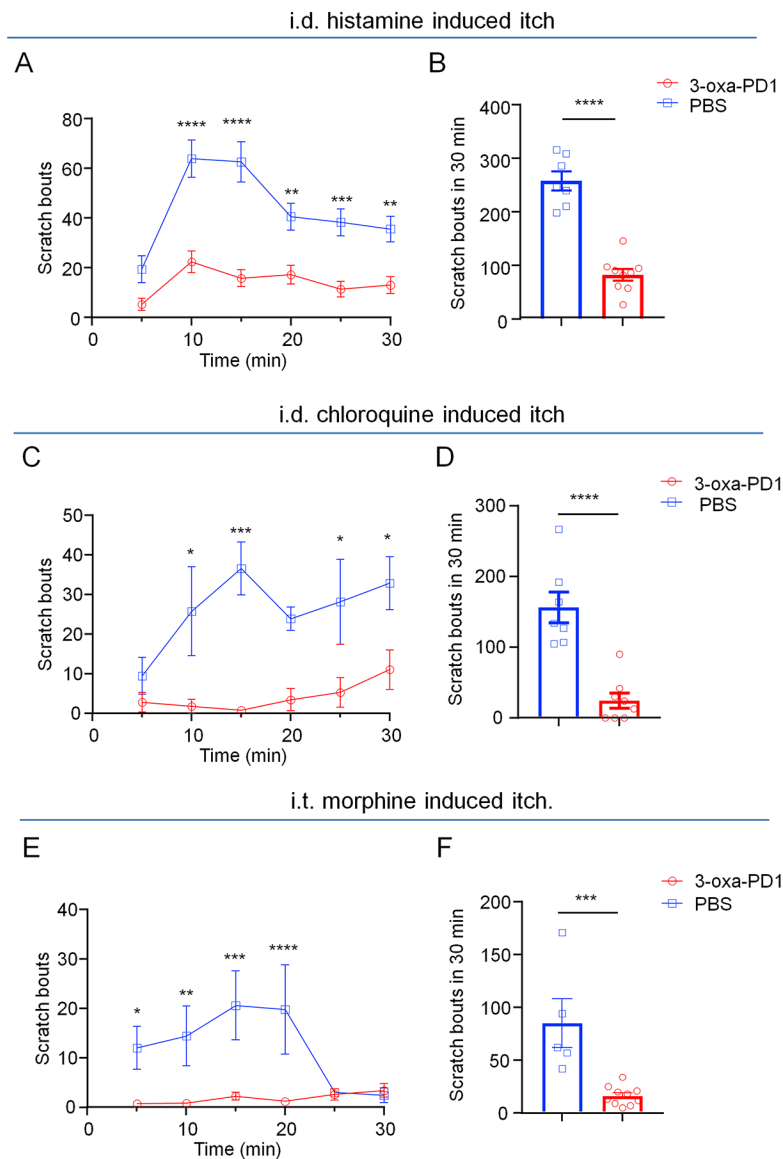 i.d. histamine induced itch
A
B
3-oxa-PD1
PBS
Scratch bouts
80
60
40
20
0
**** **** ** *** **
0 10 20 30
Time (min)
Scratch bouts in 30 min
400
300
200
100
0
****
i.d. chloroquine induced itch
C
D
3-oxa-PD1
PBS
Scratch bouts
50
40
30
20
10
0
* *** * *
0 10 20 30
Time (min)
Scratch bouts in 30 min
300
200
100
0
****
i.t. morphine induced itch.
E
F
3-oxa-PD1
PBS
Scratch bouts
40
30
20
10
0
* ** *** ****
0 10 20 30
Time (min)
Scratch bouts in 30 min
200
150
100
50
0
***